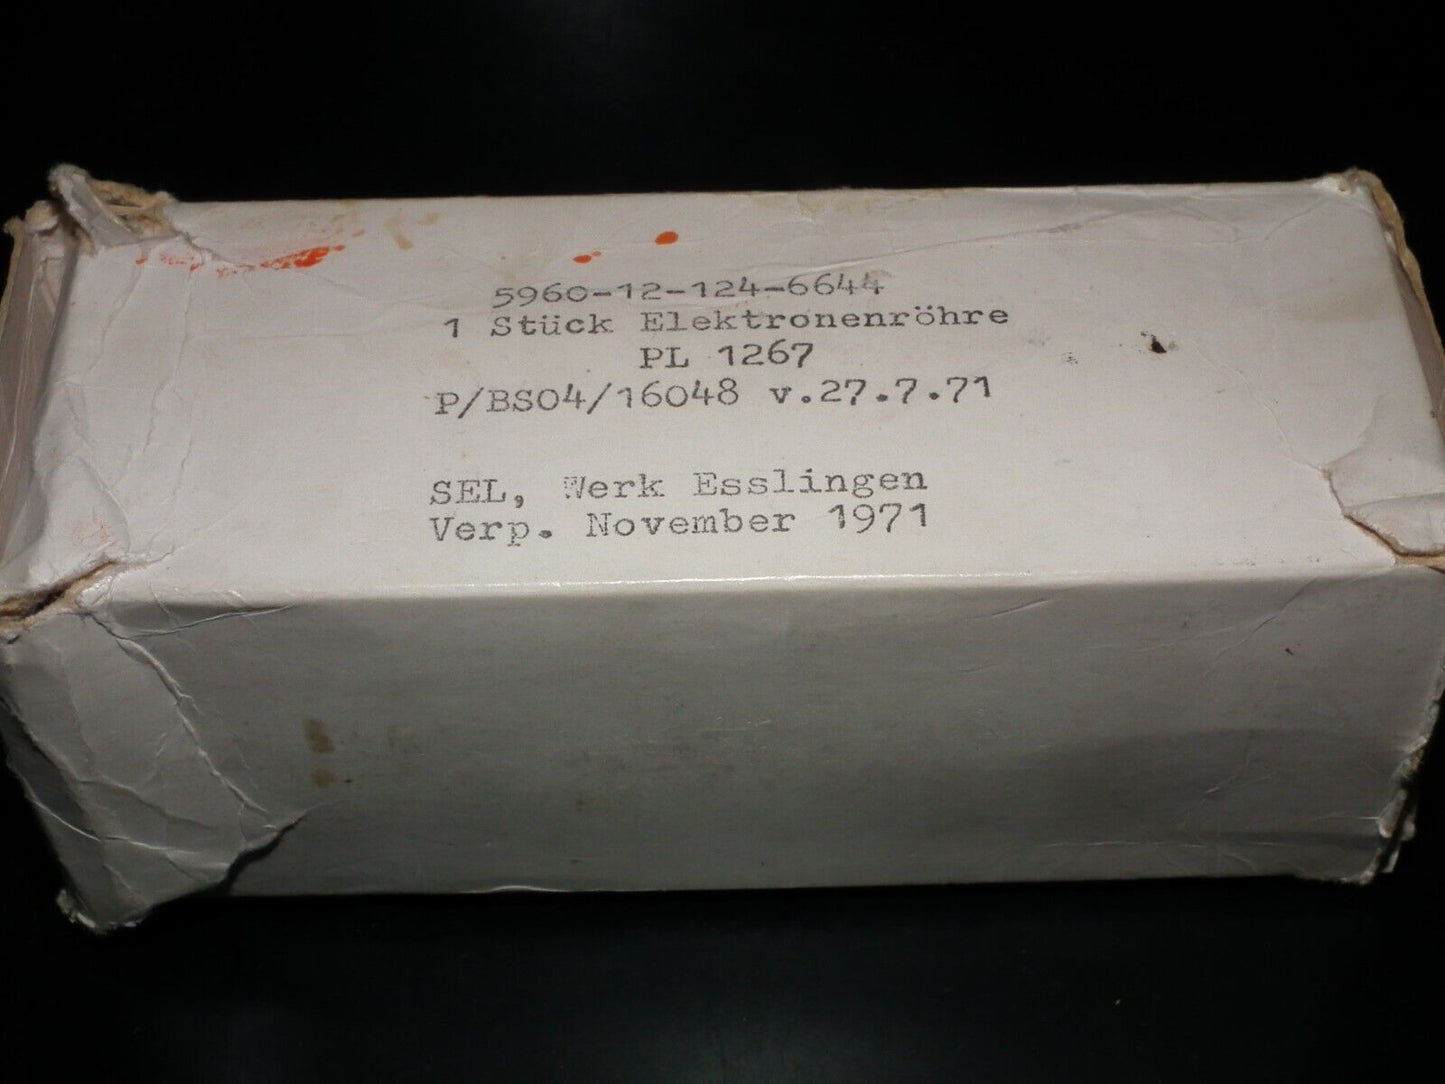 5960-12-124-6644
1 Stück Elektronenröhre
PL 1267
P/BS04/16048 v.27.7.71
SEL, Werk Esslingen
Verp. November 1971